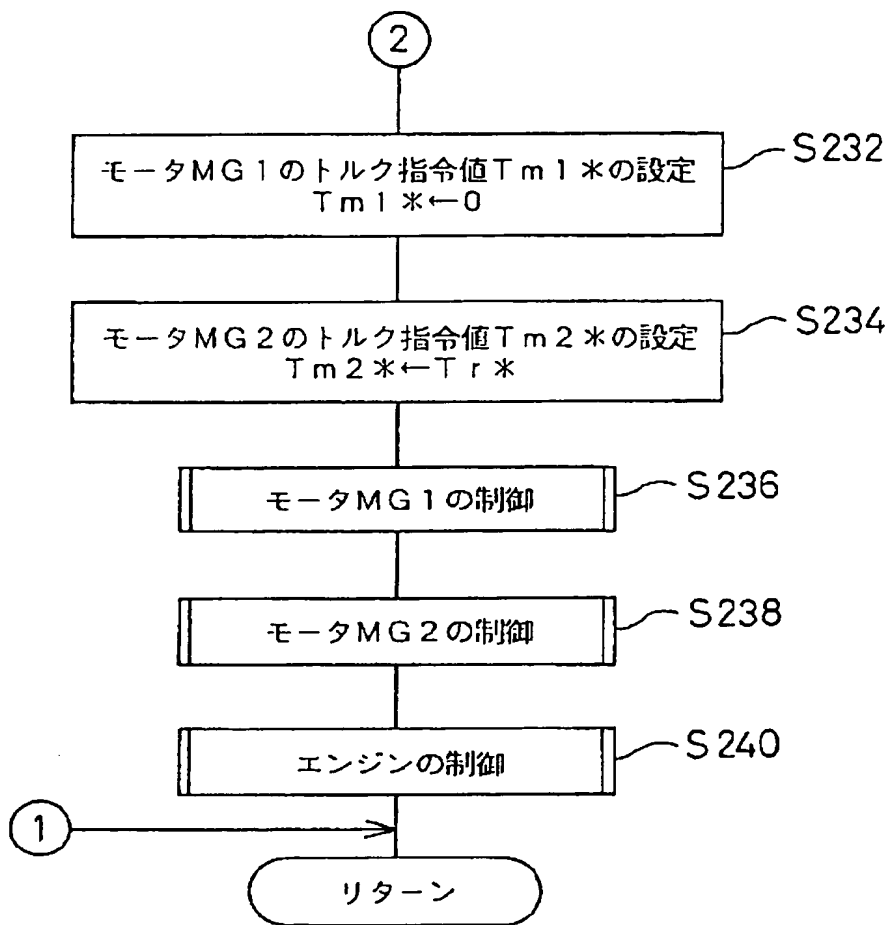 2
モータMG1のトルク指令値Tm1*の設定
Tm1*←0
S232
モータMG2のトルク指令値Tm2*の設定
Tm2*←Tr*
S234
モータMG1の制御
S236
モータMG2の制御
S238
エンジンの制御
S240
1
リターン